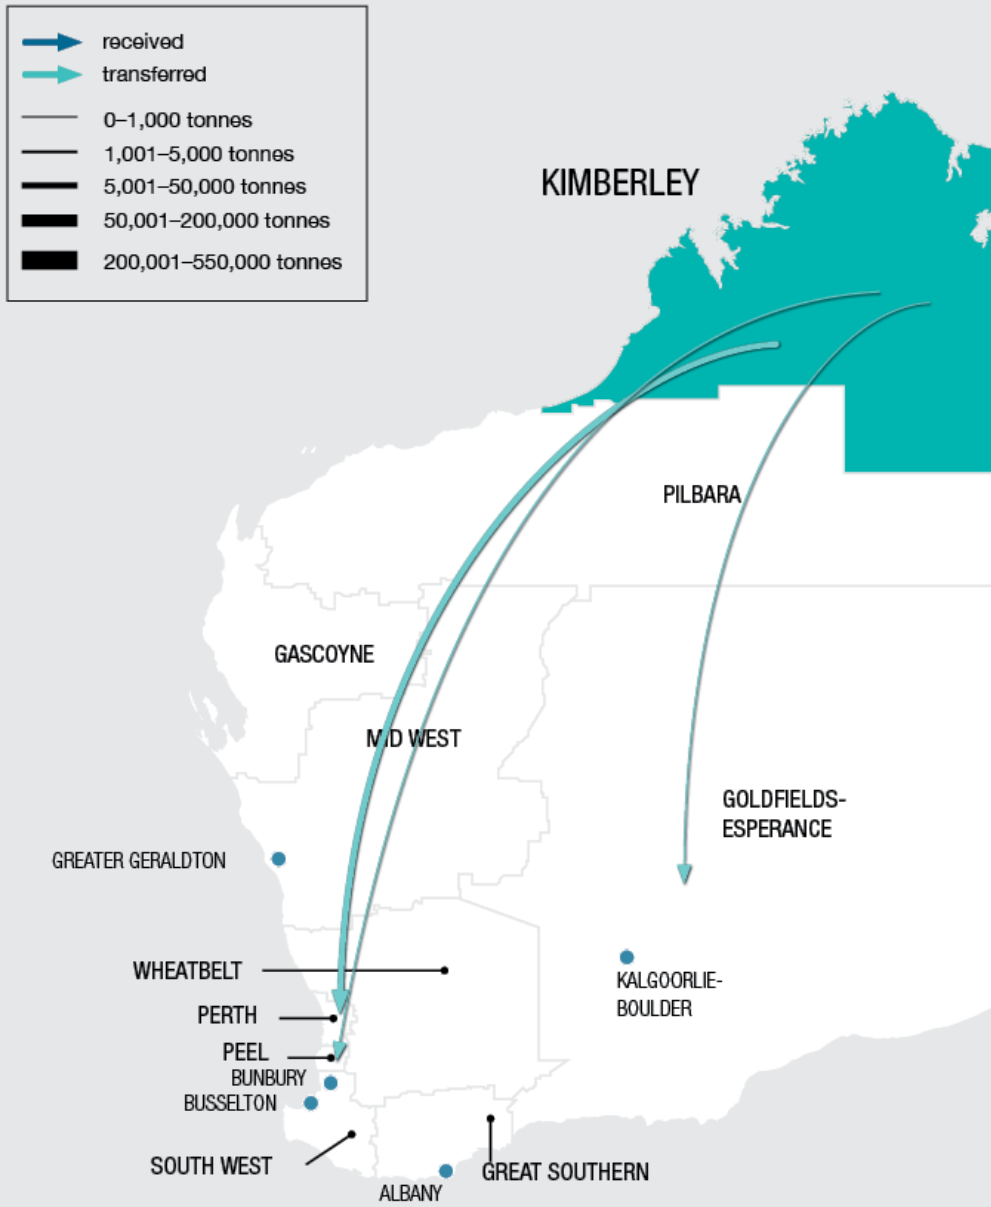 received
transferred
0–1,000 tonnes
1,001–5,000 tonnes
5,001–50,000 tonnes
50,001–200,000 tonnes
200,001–550,000 tonnes
KIMBERLEY
PILBARA
GASCOYNE
MID WEST
GOLDFIELDS-
ESPERANCE
GREATER GERALDTON
WHEATBELT
KALGOORLIE-
BOULDER
PERTH
PEEL
BUNBURY
BUSSELTON
SOUTH WEST
GREAT SOUTHERN
ALBANY